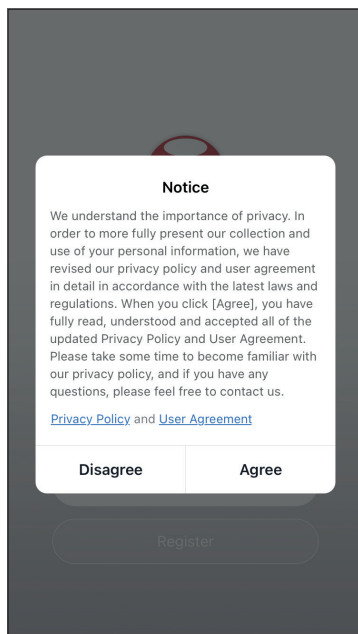 Notice
We understand the importance of privacy. In
order to more fully present our collection and
use of your personal information, we have
revised our privacy policy and user agreement
in detail in accordance with the latest laws and
regulations. When you click [Agree], you have
fully read, understood and accepted all of the
updated Privacy Policy and User Agreement.
Please take some time to become familiar with
our privacy policy, and if you have any
questions, please feel free to contact us.
Privacy Policy and User Agreement
Disagree Agree
Register